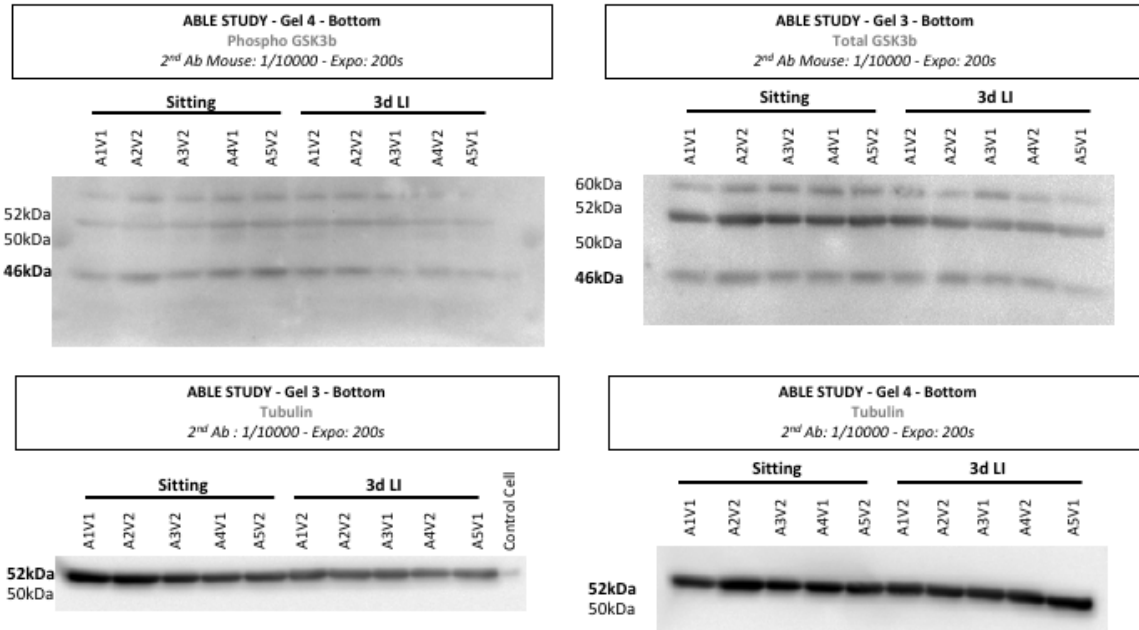 ABLE STUDY - Gel 4 - Bottom
Phospho GSK3b
2nd Ab Mouse: 1/10000 - Expo: 200s
Sitting 3d LI
A1V1 A2V2 A3V2 A4V1 A5V2 A1V2 A2V2 A3V1 A4V2 A5V1
52kDa
50kDa
46kDa
ABLE STUDY - Gel 3 - Bottom
Total GSK3b
2nd Ab Mouse: 1/10000 - Expo: 200s
Sitting 3d LI
A1V1 A2V2 A3V2 A4V1 A5V2 A1V2 A2V2 A3V1 A4V2 A5V1
60kDa
52kDa
50kDa
46kDa
ABLE STUDY - Gel 3 - Bottom
Tubulin
2nd Ab : 1/10000 - Expo: 200s
Sitting 3d LI
A1V1 A2V2 A3V2 A4V1 A5V2 A1V2 A2V2 A3V1 A4V2 A5V1 Control Cell
52kDa
50kDa
ABLE STUDY - Gel 4 - Bottom
Tubulin
2nd Ab: 1/10000 - Expo: 200s
Sitting 3d LI
A1V1 A2V2 A3V2 A4V1 A5V2 A1V2 A2V2 A3V1 A4V2 A5V1
52kDa
50kDa